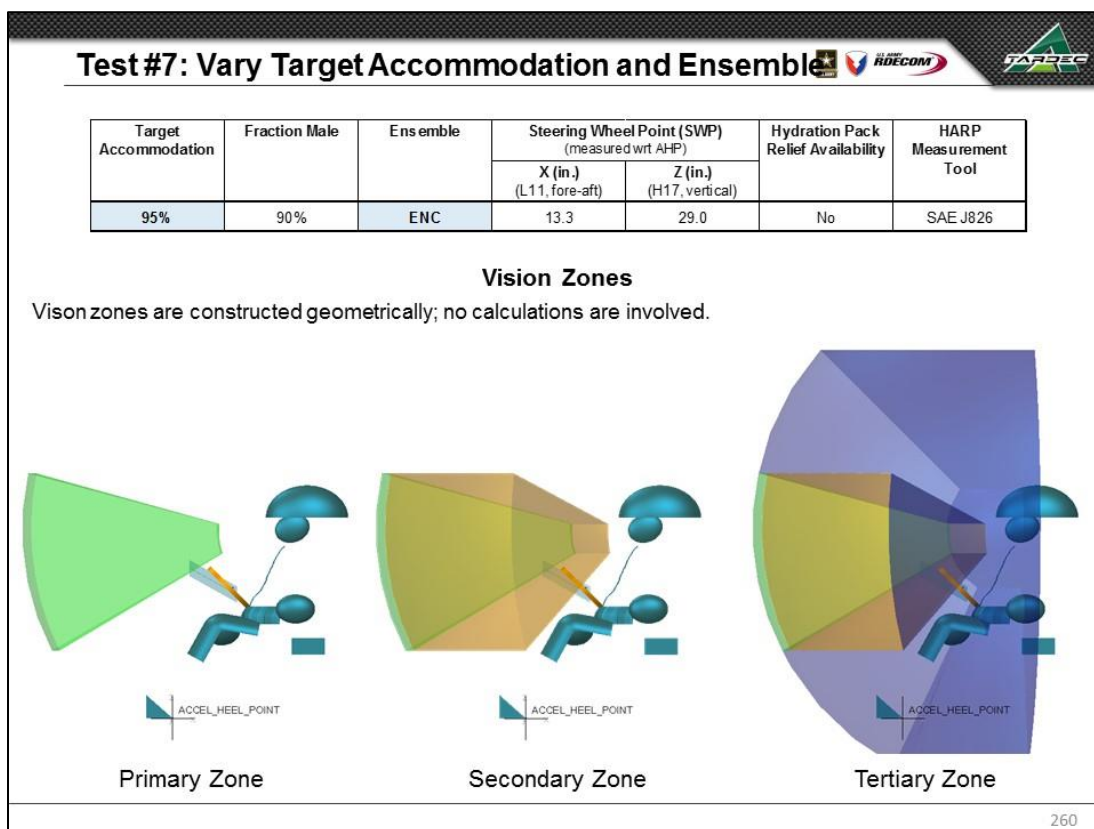 Test #7: Vary Target Accommodation and Ensemble
U.S. ARMY
RDECOM
TARDEC
Target Accommodation
Fraction Male
Ensemble
Steering Wheel Point (SWP)
(measured wrt AHP)
Hydration Pack Relief Availability
HARP Measurement Tool
X (in.)
(L11, fore-aft)
Z (in.)
(H17, vertical)
95%
90%
ENC
13.3
29.0
No
SAE J826
Vision Zones
Vison zones are constructed geometrically; no calculations are involved.
ACCEL_HEEL_POINT
ACCEL_HEEL_POINT
ACCEL_HEEL_POINT
Primary Zone
Secondary Zone
Tertiary Zone
260